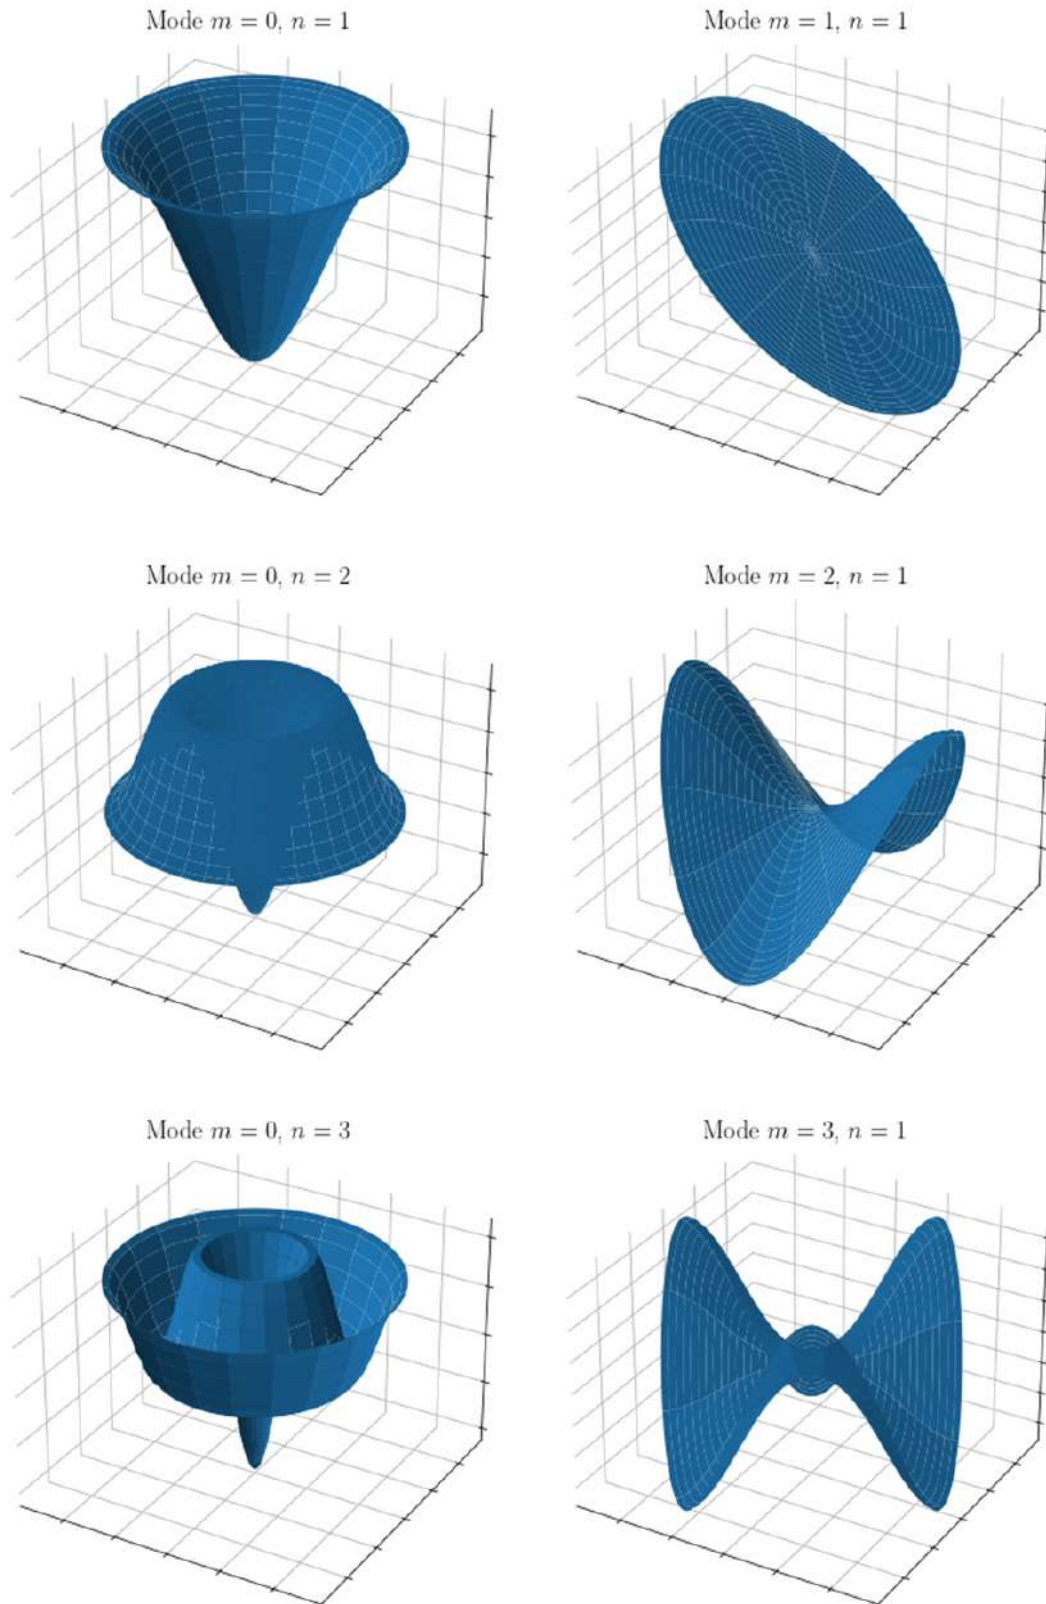 Mode m = 0, n = 1
Mode m = 1, n = 1
Mode m = 0, n = 2
Mode m = 2, n = 1
Mode m = 0, n = 3
Mode m = 3, n = 1